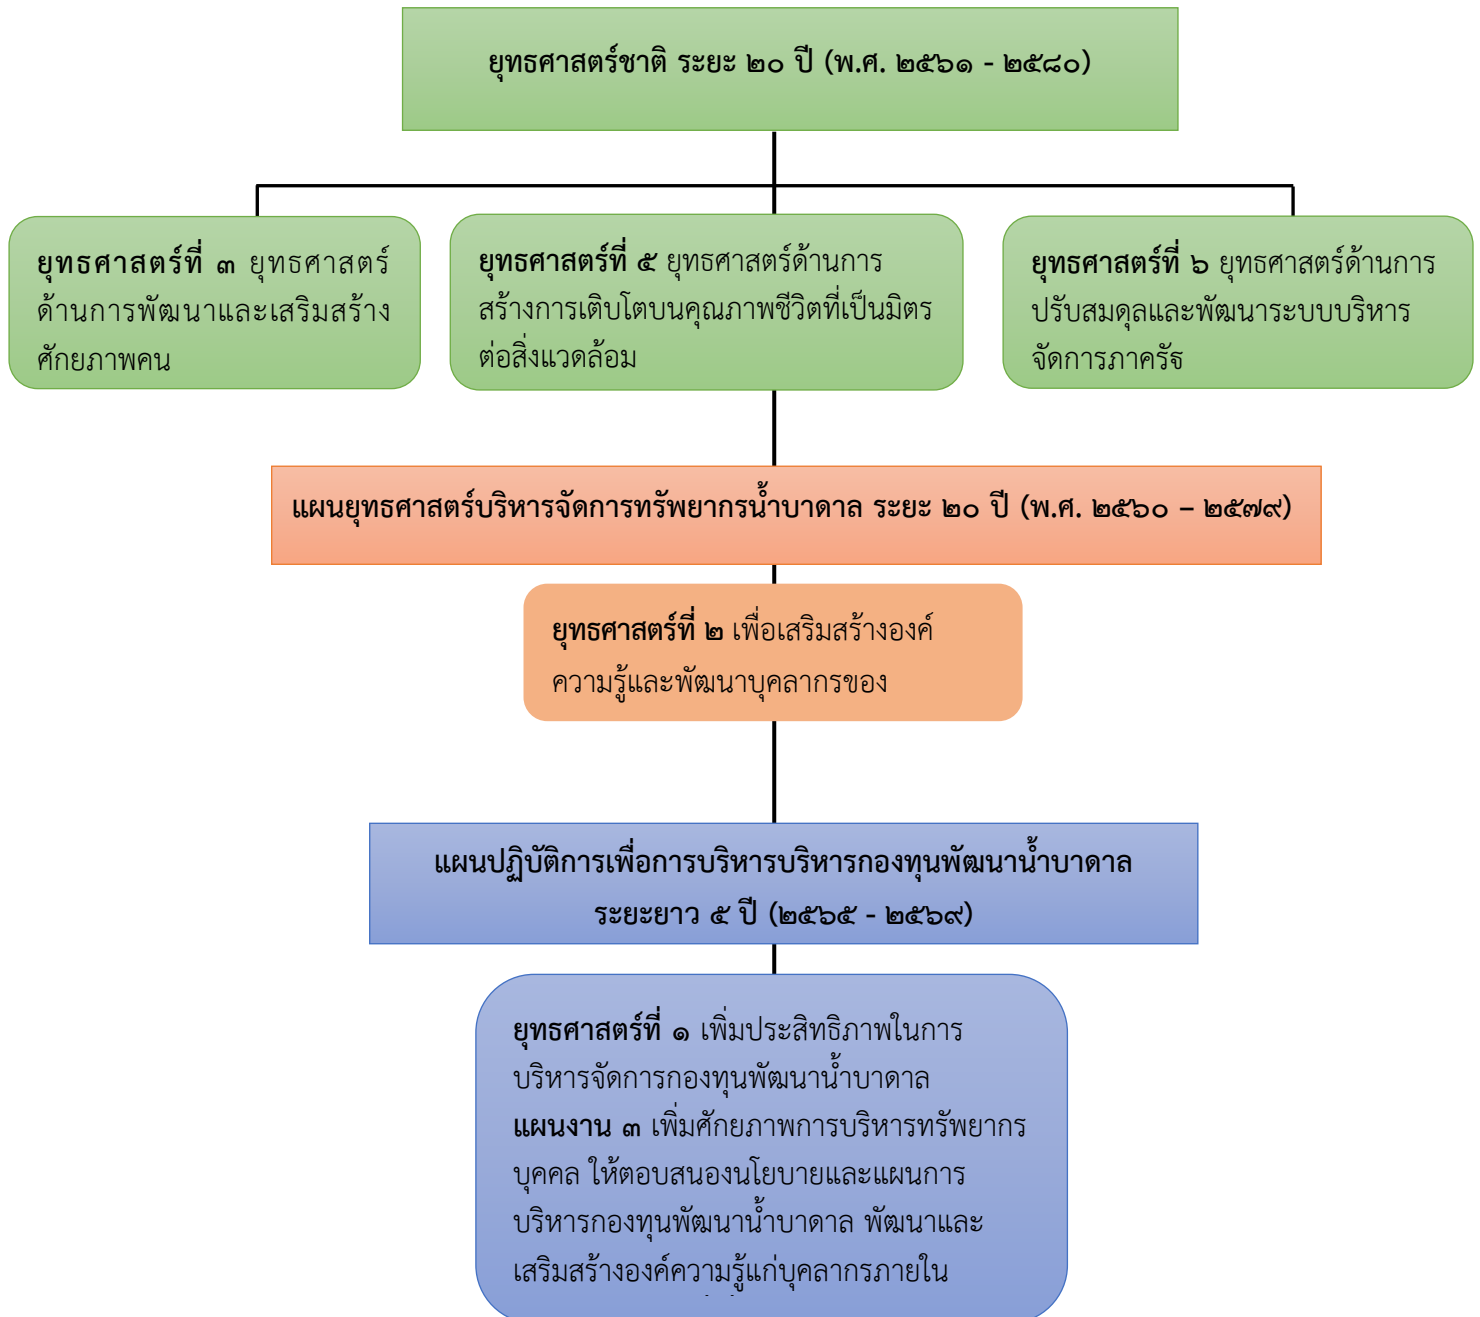 ยุทธศาสตร์ชาติ ระยะ ๒๐ ปี (พ.ศ. ๒๕๖๑ - ๒๕๘๐)
ยุทธศาสตร์ที่ ๓ ยุทธศาสตร์
ด้านการพัฒนาและเสริมสร้าง
ศักยภาพคน
ยุทธศาสตร์ที่ ๕ ยุทธศาสตร์ด้านการ
สร้างการเติบโตบนคุณภาพชีวิตที่เป็นมิตร
ต่อสิ่งแวดล้อม
ยุทธศาสตร์ที่ ๖ ยุทธศาสตร์ด้านการ
ปรับสมดุลและพัฒนาระบบบริหาร
จัดการภาครัฐ
แผนยุทธศาสตร์บริหารจัดการทรัพยากรน้ำบาดาล ระยะ ๒๐ ปี (พ.ศ. ๒๕๖๐ – ๒๕๗๙)
ยุทธศาสตร์ที่ ๒ เพื่อเสริมสร้างองค์
ความรู้และพัฒนาบุคลากรของ
แผนปฏิบัติการเพื่อการบริหารบริหารกองทุนพัฒนาน้ำบาดาล
ระยะยาว ๕ ปี (๒๕๖๕ - ๒๕๖๙)
ยุทธศาสตร์ที่ ๑ เพิ่มประสิทธิภาพในการ
บริหารจัดการกองทุนพัฒนาน้ำบาดาล
แผนงาน ๓ เพิ่มศักยภาพการบริหารทรัพยากร
บุคคล ให้ตอบสนองนโยบายและแผนการ
บริหารกองทุนพัฒนาน้ำบาดาล พัฒนาและ
เสริมสร้างองค์ความรู้แก่บุคลากรภายใน